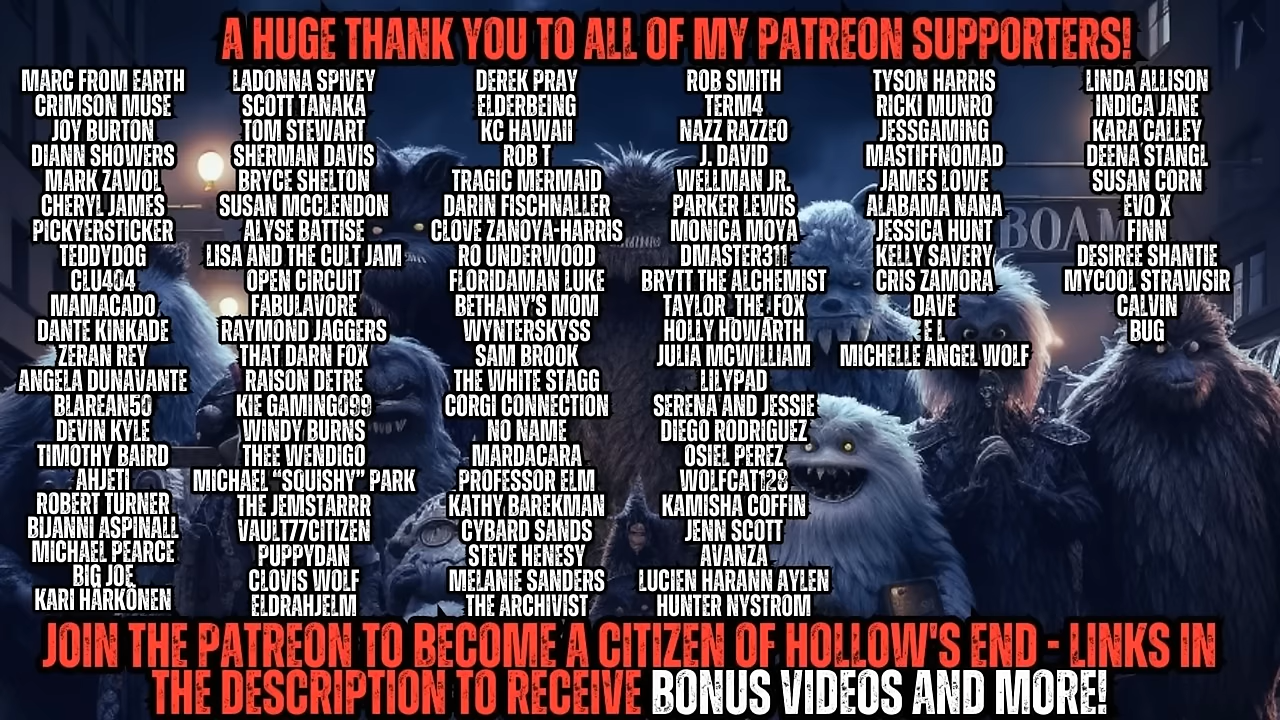 A HUGE THANK YOU TO ALL OF MY PATREON SUPPORTERS!
MARC FROM EARTH
CRIMSON MUSE
JOY BURTON
DIANN SHOWERS
MARK ZAWOL
CHERYL JAMES
PICKYERSTICKER
TEDDYDOG
CLU404
MAMACADO
DANTE KINKADE
ZERAN REY
ANGELA DUNAVANTE
BLAREAN50
DEVIN KYLE
TIMOTHY BAIRD
AHJETI
ROBERT TURNER
BIJANNI ASPINALL
MICHAEL PEARCE
BIG JOE
KARI HARKONEN
LADONNA SPIVEY
SCOTT TANAKA
TOM STEWART
SHERMAN DAVIS
BRYCE SHELTON
SUSAN MCCLENDON
ALYSE BATTISE
LISA AND THE CULT JAM
OPEN CIRCUIT
FABULAVORE
RAYMOND JAGGERS
THAT DARN FOX
RAISON DETRE
KIE GAMING099
WINDY BURNS
THEE WENDIGO
MICHAEL “SQUISHY” PARK
THE JEMSTARRR
VAULT77CITIZEN
PUPPYDAN
CLOVIS WOLF
ELDRAHJELM
DEREK PRAY
ELDERBEING
KC HAWAII
ROB T
TRAGIC MERMAID
DARIN FISCHNALLER
CLOVE ZANOYA-HARRIS
RO UNDERWOOD
FLORIDAMAN LUKE
BETHANY'S MOM
WYNTERSKYSS
SAM BROOK
THE WHITE STAGG
CORGI CONNECTION
NO NAME
MARDACARA
PROFESSOR ELM
KATHY BAREKMAN
CYBARD SANDS
STEVE HENESY
MELANIE SANDERS
THE ARCHIVIST
ROB SMITH
TERM4
NAZZ RAZZEO
J. DAVID
WELLMAN JR.
PARKER LEWIS
MONICA MOYA
DMASTER311
BRYTT THE ALCHEMIST
TAYLOR_THE_FOX
HOLLY HOWARTH
JULIA MCWILLIAM
LILYPAD
SERENA AND JESSIE
DIEGO RODRIGUEZ
OSIEL PEREZ
WOLFCAT128
KAMISHA COFFIN
JENN SCOTT
AVANZA
LUCIEN HARANN AYLEN
HUNTER NYSTROM
TYSON HARRIS
RICKI MUNRO
JESSGAMING
MASTIFFNOMAD
JAMES LOWE
ALABAMA NANA
JESSICA HUNT
KELLY SAVERY
CRIS ZAMORA
DAVE
E L
MICHELLE ANGEL WOLF
LINDA ALLISON
INDICA JANE
KARA CALLEY
DEENA STANGL
SUSAN CORN
EVO X
FINN
DESIREE SHANTIE
MYCOOL STRAWSIR
CALVIN
BUG
BOAM
JOIN THE PATREON TO BECOME A CITIZEN OF HOLLOW'S END - LINKS IN
THE DESCRIPTION TO RECEIVE BONUS VIDEOS AND MORE!